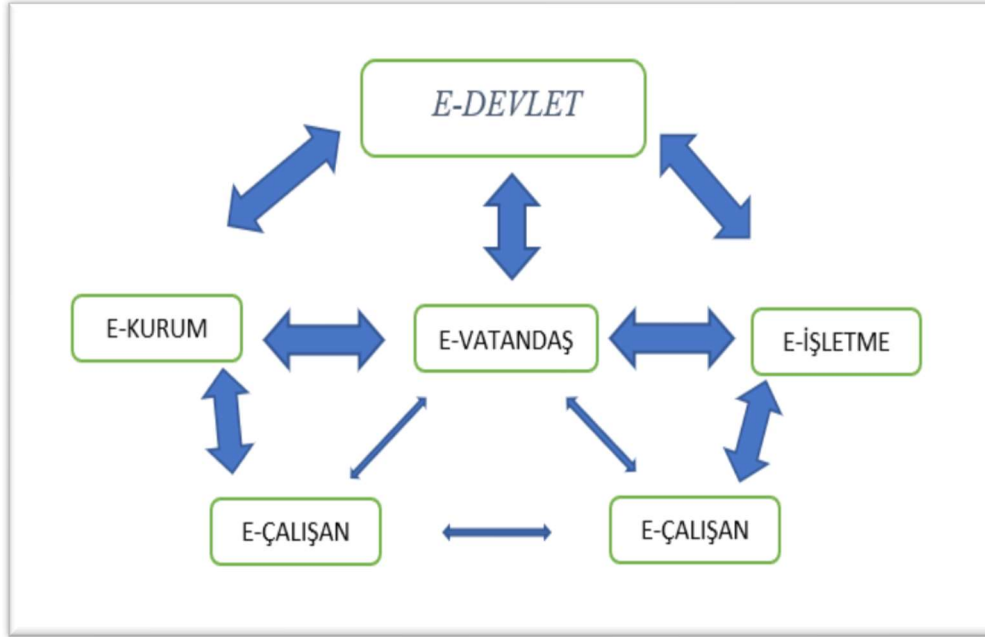 E-DEVLET
E-KURUM
E-VATANDAŞ
E-İŞLETME
E-ÇALIŞAN
E-ÇALIŞAN